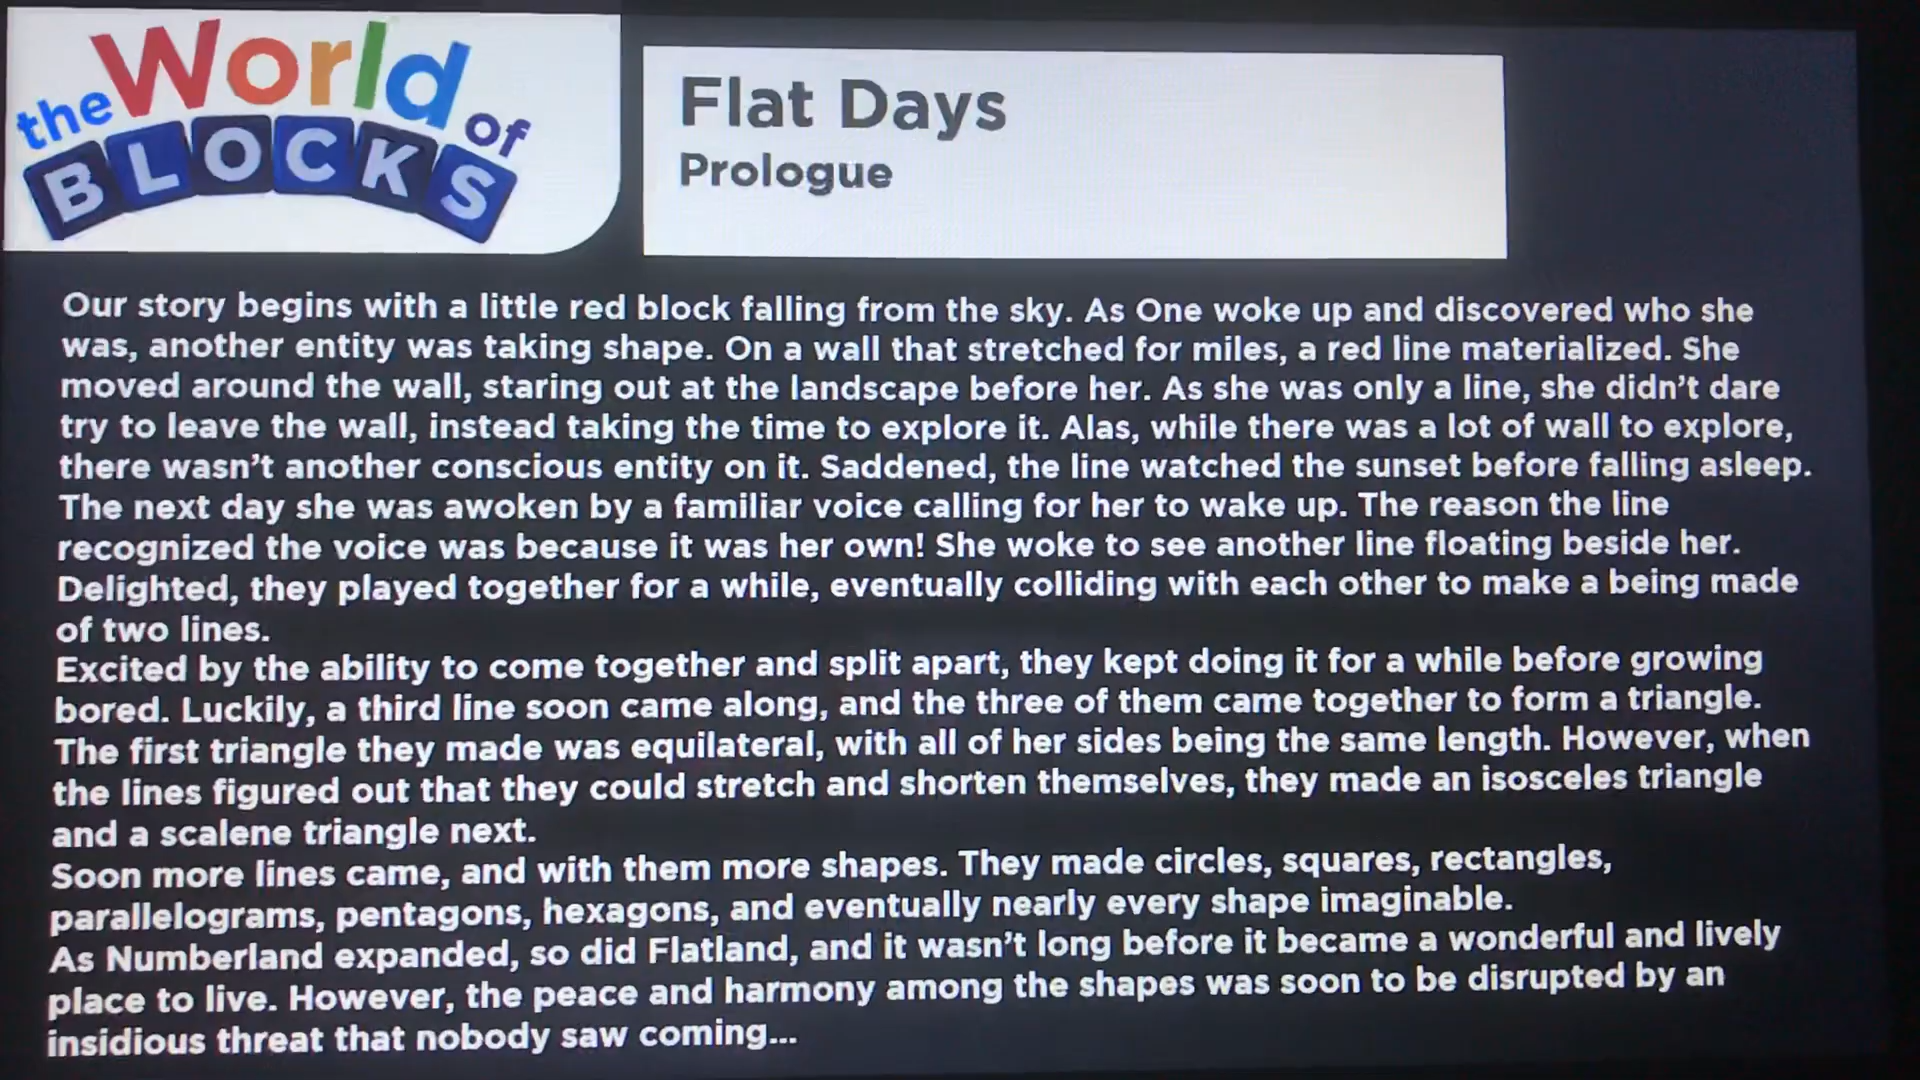 the World of
BLOCKS
Flat Days
Prologue
Our story begins with a little red block falling from the sky. As One woke up and discovered who she
was, another entity was taking shape. On a wall that stretched for miles, a red line materialized. She
moved around the wall, staring out at the landscape before her. As she was only a line, she didn't dare
try to leave the wall, instead taking the time to explore it. Alas, while there was a lot of wall to explore,
there wasn't another conscious entity on it. Saddened, the line watched the sunset before falling asleep.
The next day she was awoken by a familiar voice calling for her to wake up. The reason the line
recognized the voice was because it was her own! She woke to see another line floating beside her.
Delighted, they played together for a while, eventually colliding with each other to make a being made
of two lines.
Excited by the ability to come together and split apart, they kept doing it for a while before growing
bored. Luckily, a third line soon came along, and the three of them came together to form a triangle.
The first triangle they made was equilateral, with all of her sides being the same length. However, when
the lines figured out that they could stretch and shorten themselves, they made an isosceles triangle
and a scalene triangle next.
Soon more lines came, and with them more shapes. They made circles, squares, rectangles,
parallelograms, pentagons, hexagons, and eventually nearly every shape imaginable.
As Numberland expanded, so did Flatland, and it wasn't long before it became a wonderful and lively
place to live. However, the peace and harmony among the shapes was soon to be disrupted by an
insidious threat that nobody saw coming...